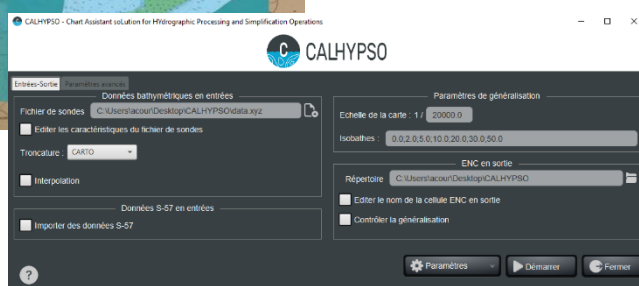 CALHYPSO - Chart Assistant soLution for HYdrographic Processing and Simplification Operations
CALHYPSO
Entrées-Sortie Paramètres avancés
Données bathymétriques en entrées
Fichier de sondes C:\Users\acour\Desktop\CALHYPSO\data.xyz
Editer les caractéristiques du fichier de sondes
Troncature : CARTO
Interpolation
Données S-57 en entrées
Importer des données S-57
Paramètres de généralisation
Echelle de la carte : 1 / 20000.0
Isobathes : 0.0;2.0;5.0;10.0;20.0;30.0;50.0
ENC en sortie
Répertoire C:\Users\acour\Desktop\CALHYPSO
Editer le nom de la cellule ENC en sortie
Contrôler la généralisation
? Paramètres Démarrer Fermer